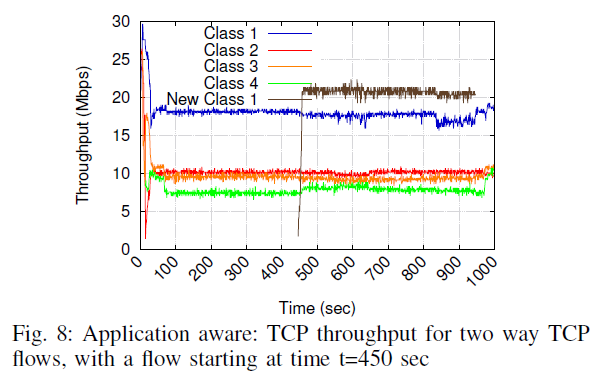 30
25
20
15
10
5
0
Throughput (Mbps)
Class 1
Class 2
Class 3
Class 4
New Class 1
0
100
200
300
400
500
600
700
800
900
1000
Time (sec)
Fig. 8: Application aware: TCP throughput for two way TCP
flows, with a flow starting at time t=450 sec